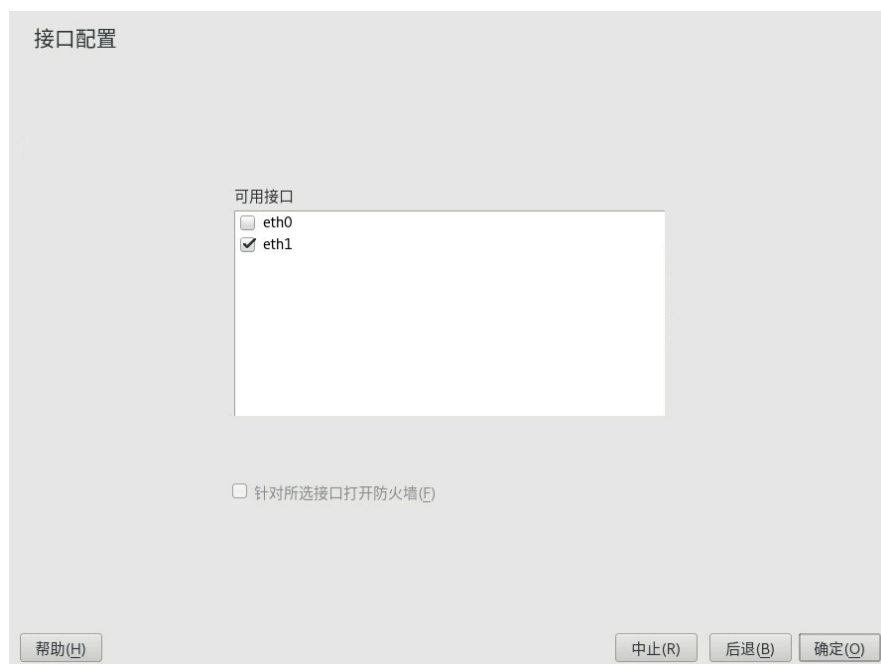 接口配置
可用接口
eth0
eth1
针对所选接口打开防火墙(F)
帮助(H) 中止(R) 后退(B) 确定(O)